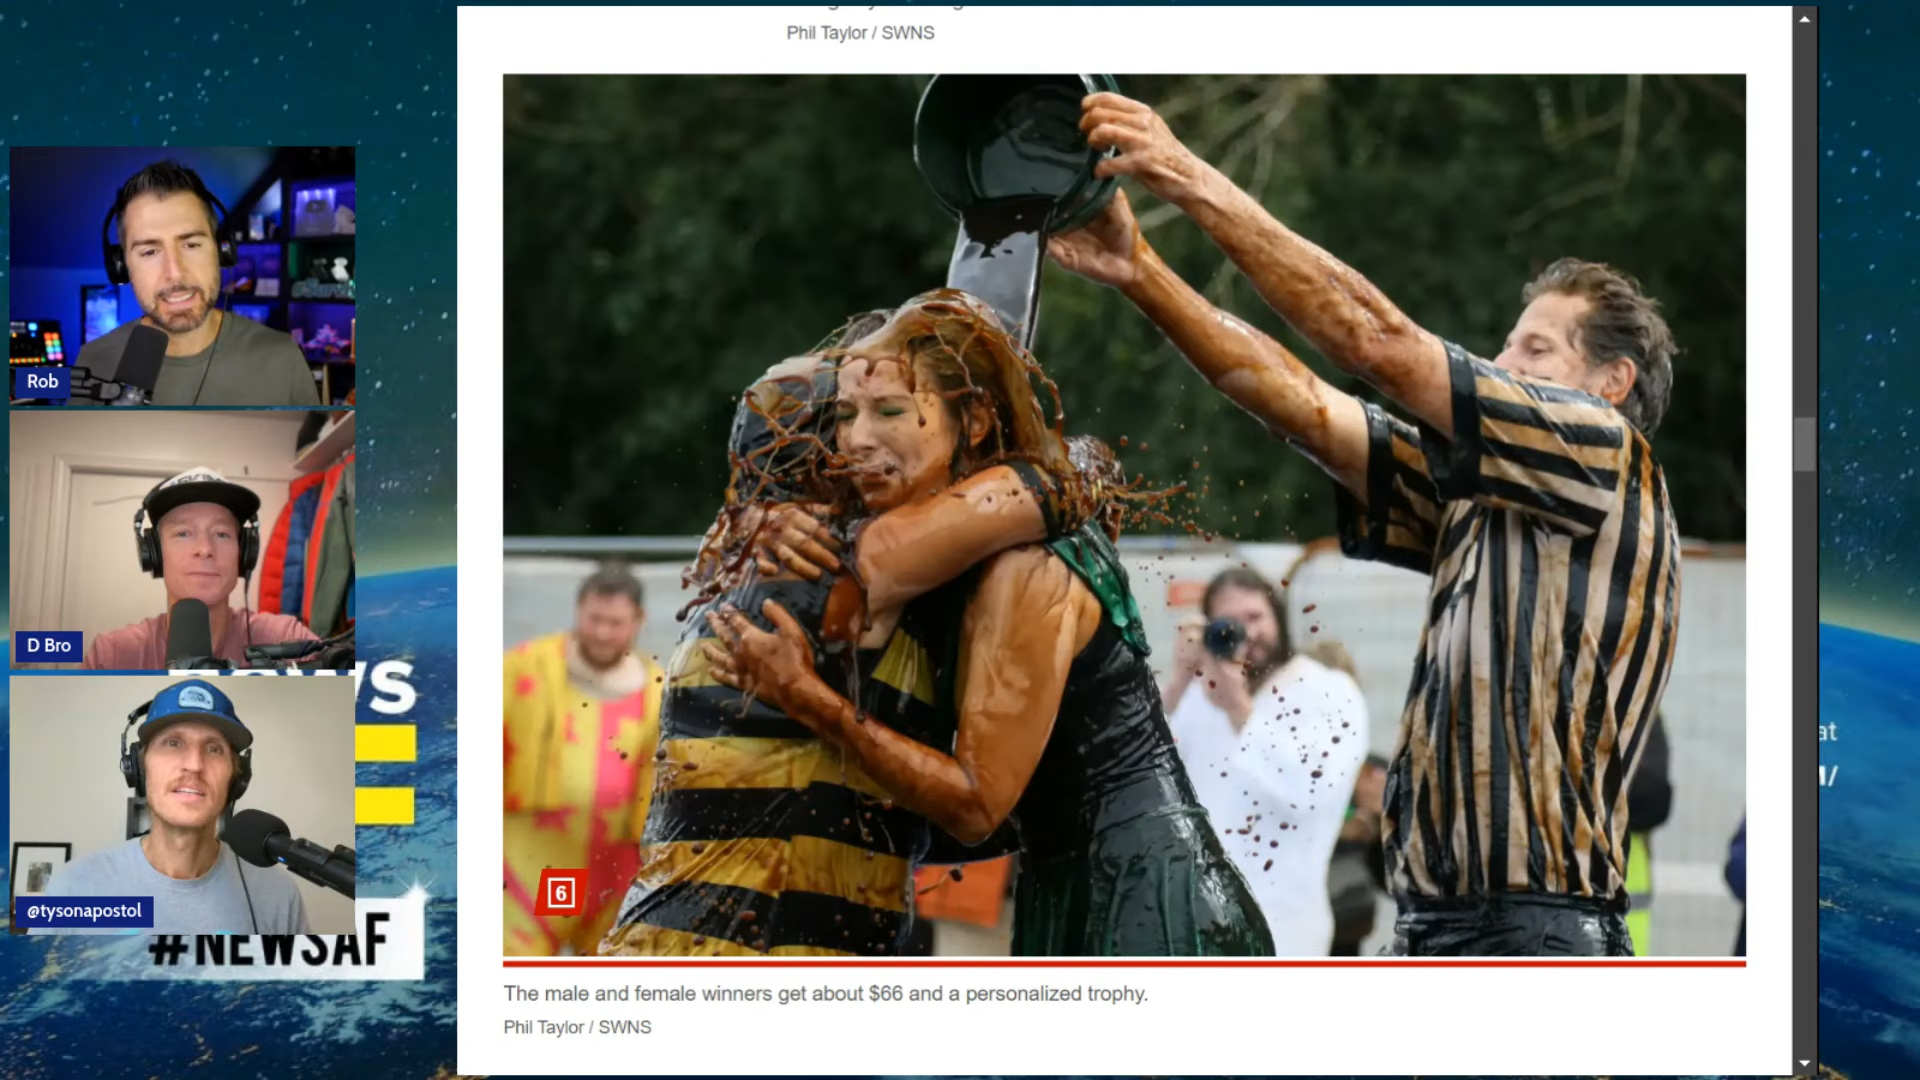 Phil Taylor / SWNS
Rob
D Bro
@tysonapostol
#NEWSAF
6
at
The male and female winners get about $66 and a personalized trophy.
Phil Taylor / SWNS